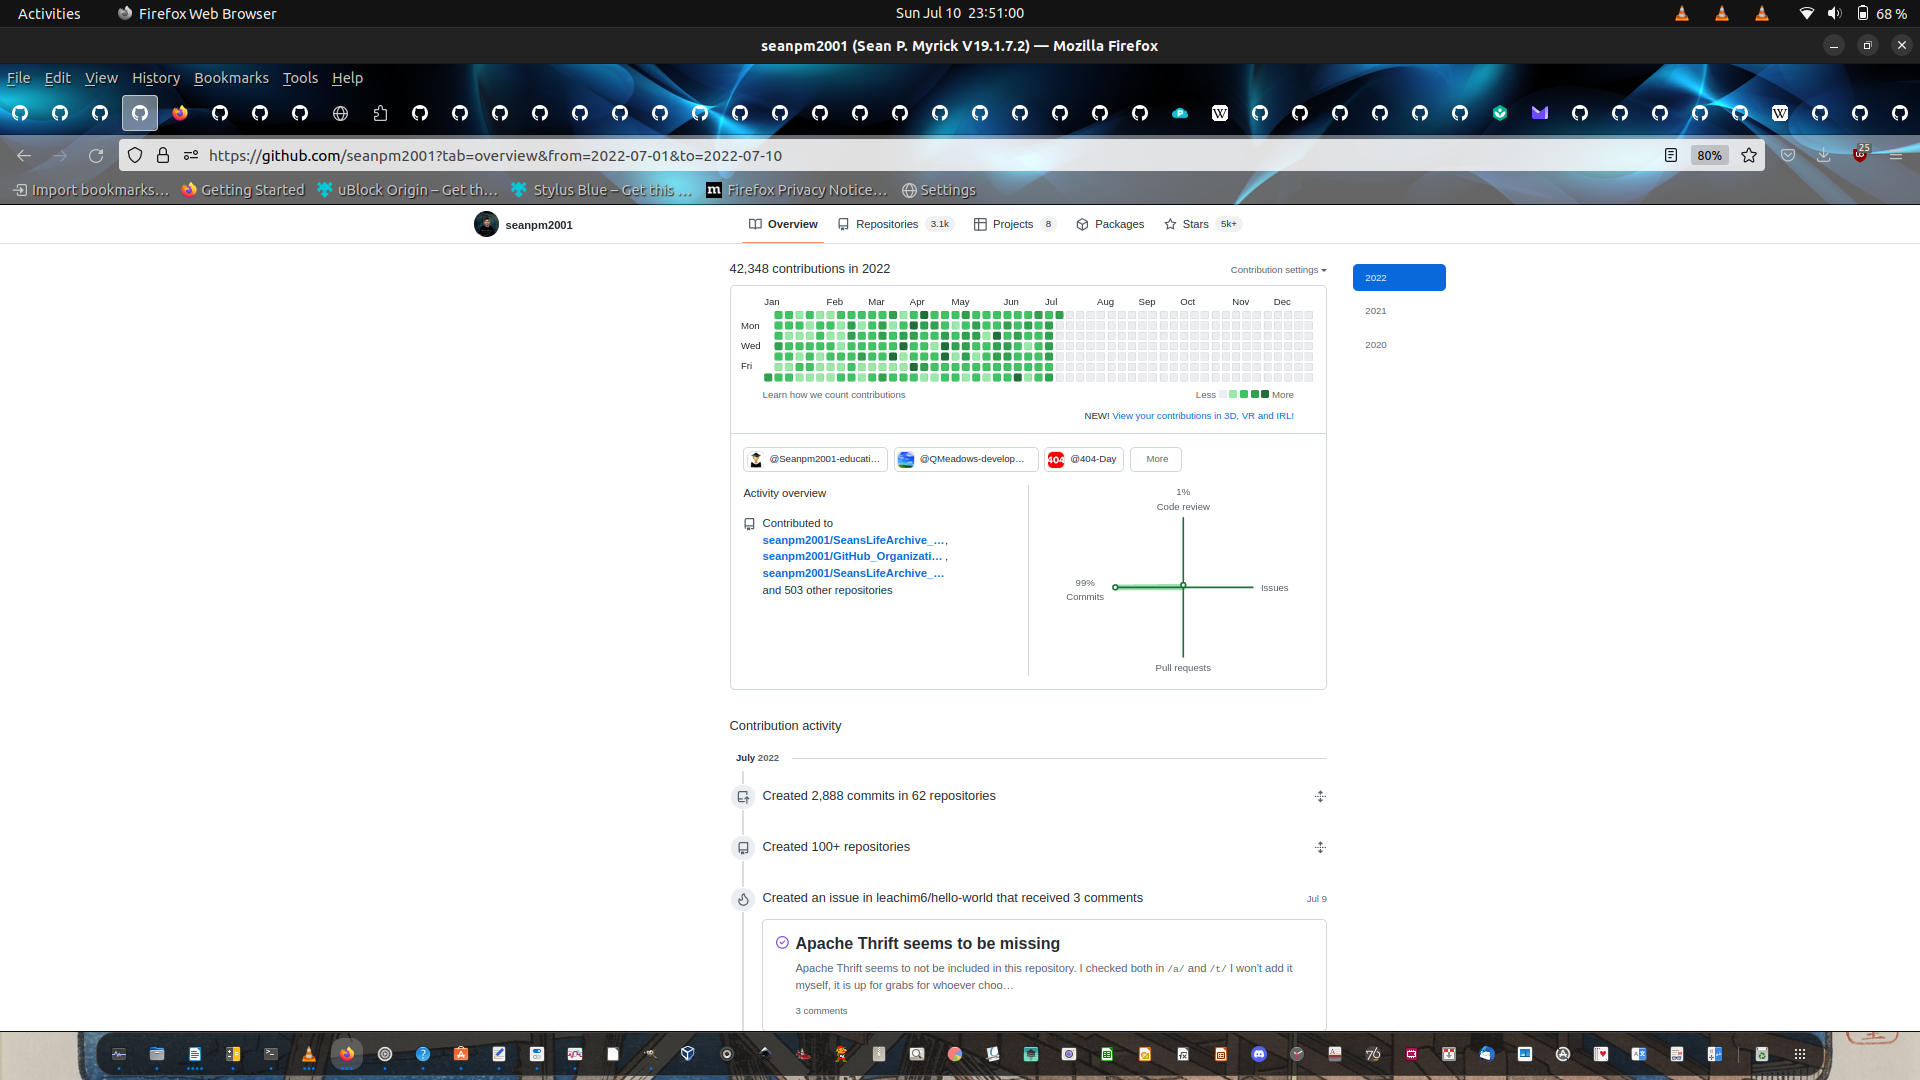 Activities
Firefox Web Browser
Sun Jul 10 23:51:00
68 %
seanpm2001 (Sean P. Myrick V19.1.7.2) — Mozilla Firefox
File Edit View History Bookmarks Tools Help
https://github.com/seanpm2001?tab=overview&from=2022-07-01&to=2022-07-10
80%
25
Import bookmarks… Getting Started uBlock Origin – Get th… Stylus Blue – Get this … Firefox Privacy Notice… Settings
seanpm2001
Overview Repositories 3.1k Projects 8 Packages Stars 5k+
42,348 contributions in 2022
Contribution settings
2022
2021
2020
Jan Feb Mar Apr May Jun Jul Aug Sep Oct Nov Dec
Mon
Wed
Fri
Learn how we count contributions
Less More
NEW! View your contributions in 3D, VR and IRL!
@Seanpm2001-educati… @QMeadows-develop… 404 @404-Day More
Activity overview
Contributed to
seanpm2001/SeansLifeArchive_…,
seanpm2001/GitHub_Organizati… ,
seanpm2001/SeansLifeArchive_…
and 503 other repositories
1%
Code review
99%
Commits
Issues
Pull requests
Contribution activity
July 2022
Created 2,888 commits in 62 repositories
Created 100+ repositories
Created an issue in leachim6/hello-world that received 3 comments
Jul 9
Apache Thrift seems to be missing
Apache Thrift seems to not be included in this repository. I checked both in /a/ and /t/ I won't add it
myself, it is up for grabs for whoever choo…
3 comments